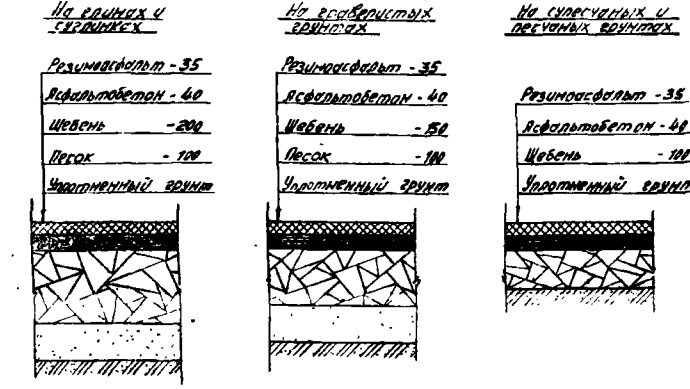 На глинах и
суглинках
Резиноасфальт - 35
Асфальтобетон - 40
Щебень - 200
Песок - 100
Уплотненный грунт
На гравелистых
грунтах
Резиноасфальт - 35
Асфальтобетон - 40
Щебень - 150
Песок - 100
Уплотненный грунт
На супесчаных и
песчаных грунтах
Резиноасфальт - 35
Асфальтобетон - 40
Щебень - 100
Уплотненный грунт